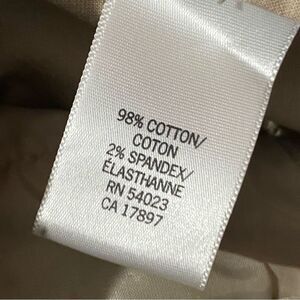 98% COTTON/
COTON
2% SPANDEX/
ÉLASTHANNE
RN 54023
CA 17897